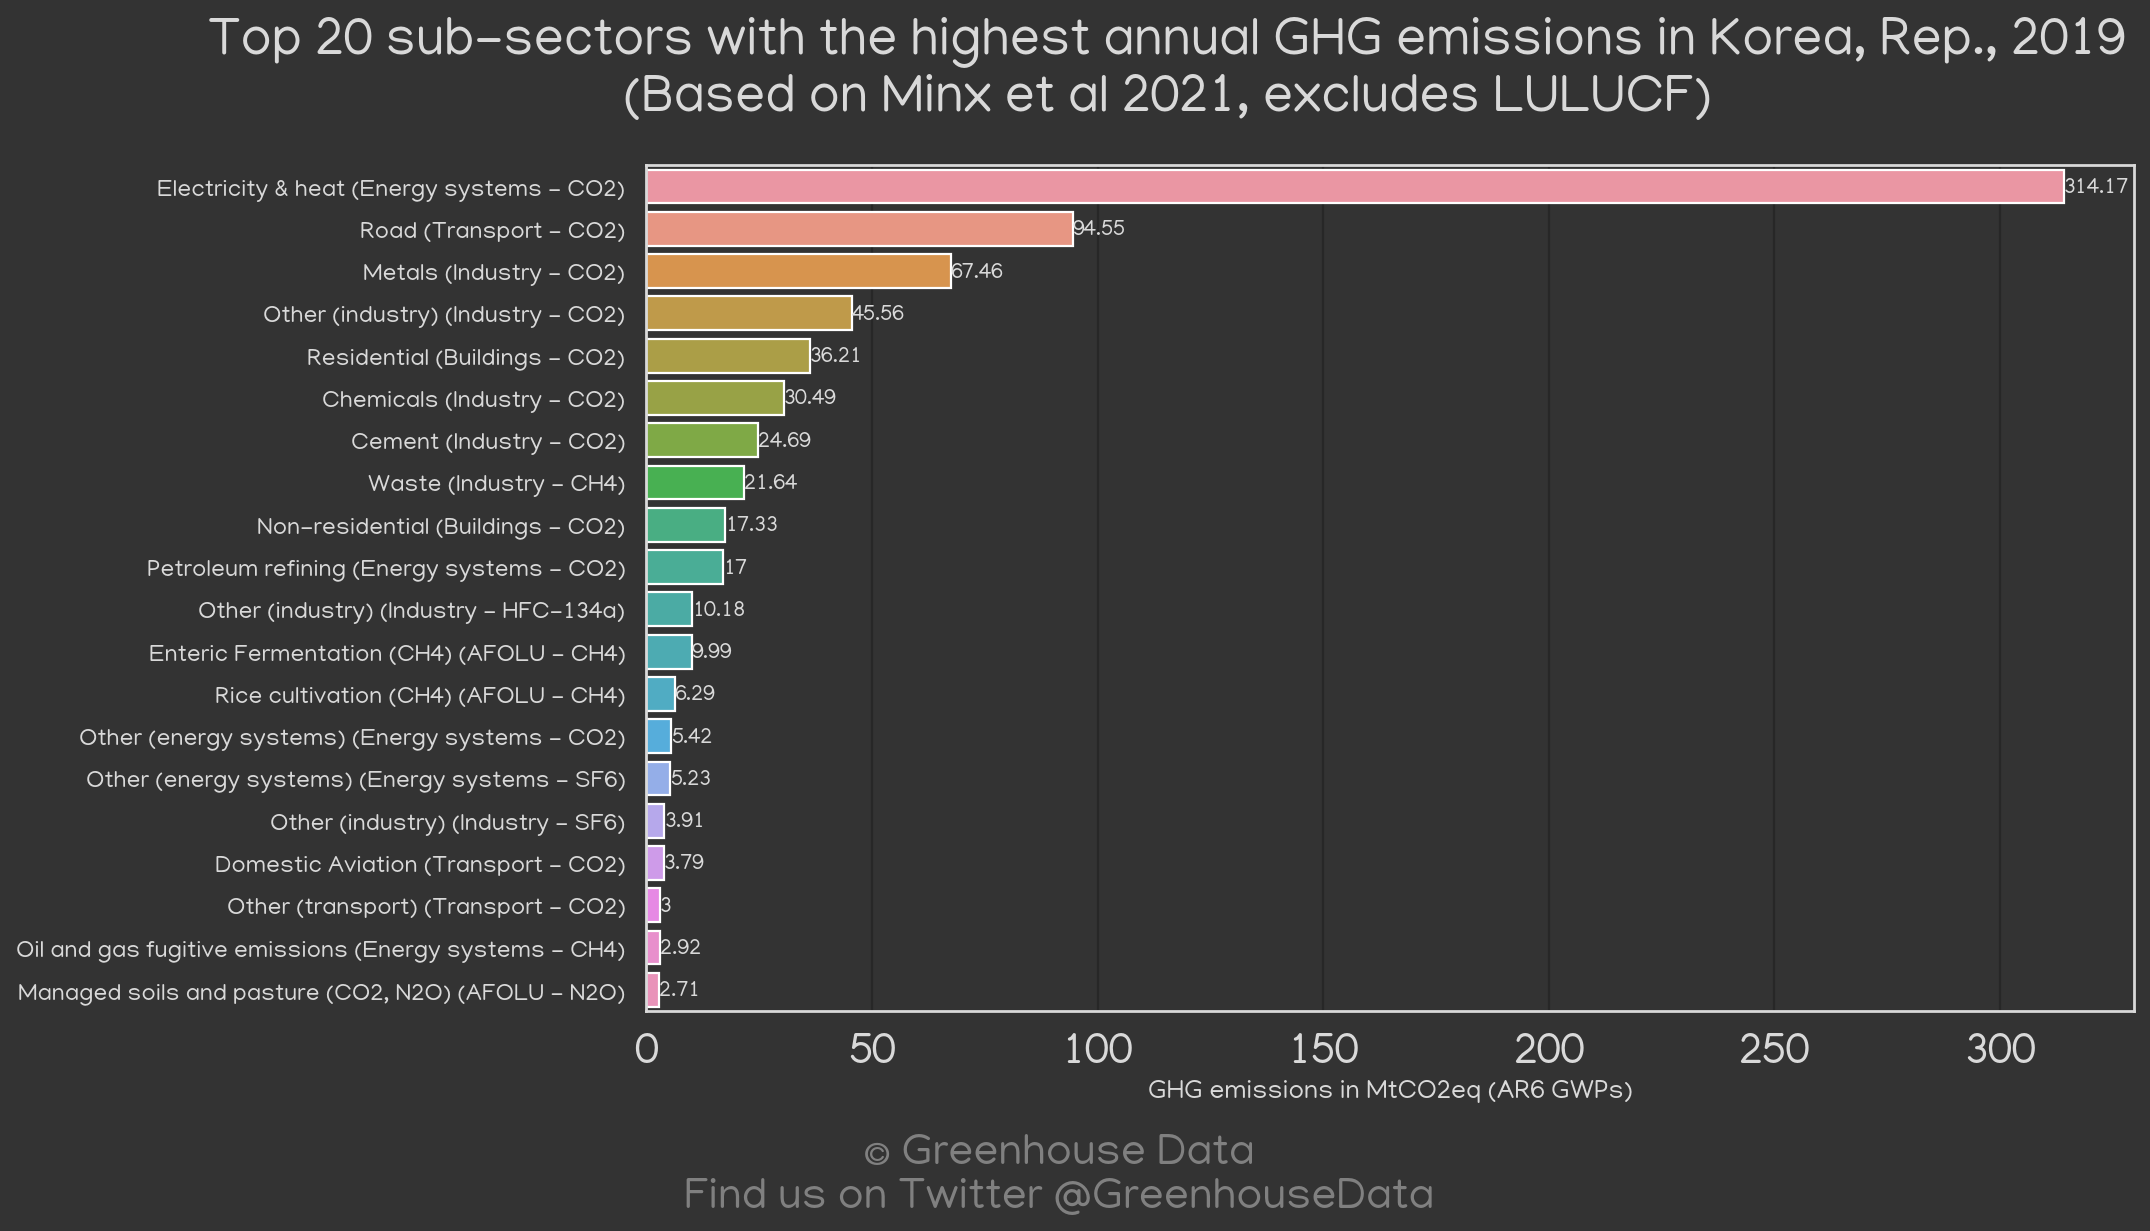 Top 20 sub-sectors with the highest annual GHG emissions in Korea, Rep., 2019
(Based on Minx et al 2021, excludes LULUCF)
Electricity & heat (Energy systems - CO2) 314.17
Road (Transport - CO2) 94.55
Metals (Industry - CO2) 67.46
Other (industry) (Industry - CO2) 45.56
Residential (Buildings - CO2) 36.21
Chemicals (Industry - CO2) 30.49
Cement (Industry - CO2) 24.69
Waste (Industry - CH4) 21.64
Non-residential (Buildings - CO2) 17.33
Petroleum refining (Energy systems - CO2) 17
Other (industry) (Industry - HFC-134a) 10.18
Enteric Fermentation (CH4) (AFOLU - CH4) 9.99
Rice cultivation (CH4) (AFOLU - CH4) 6.29
Other (energy systems) (Energy systems - CO2) 5.42
Other (energy systems) (Energy systems - SF6) 5.23
Other (industry) (Industry - SF6) 3.91
Domestic Aviation (Transport - CO2) 3.79
Other (transport) (Transport - CO2) 3
Oil and gas fugitive emissions (Energy systems - CH4) 2.92
Managed soils and pasture (CO2, N2O) (AFOLU - N2O) 2.71
0 50 100 150 200 250 300
GHG emissions in MtCO2eq (AR6 GWPs)
© Greenhouse Data
Find us on Twitter @GreenhouseData